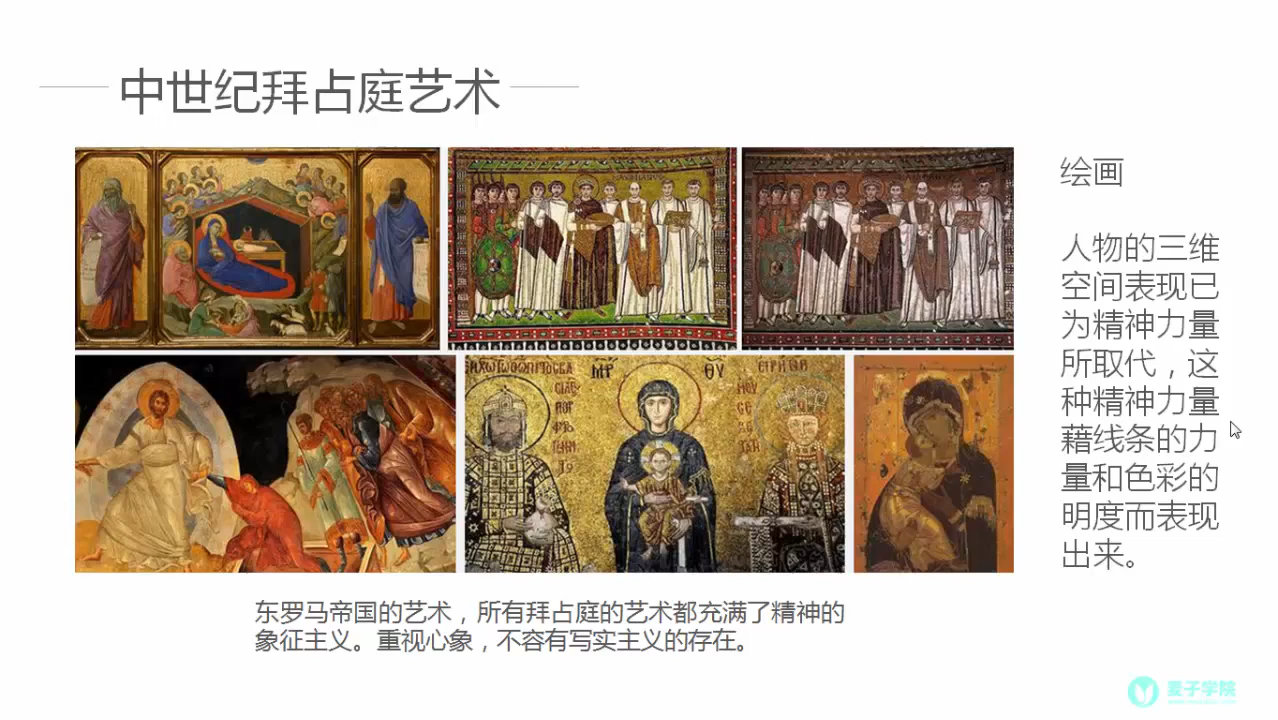 中世纪拜占庭艺术
绘画
人物的三维
空间表现已
为精神力量
所取代，这
种精神力量
藉线条的力
量和色彩的
明度而表现
出来。
ΜΡ
ΘΥ
东罗马帝国的艺术，所有拜占庭的艺术都充满了精神的
象征主义。重视心象，不容有写实主义的存在。
麦子学院